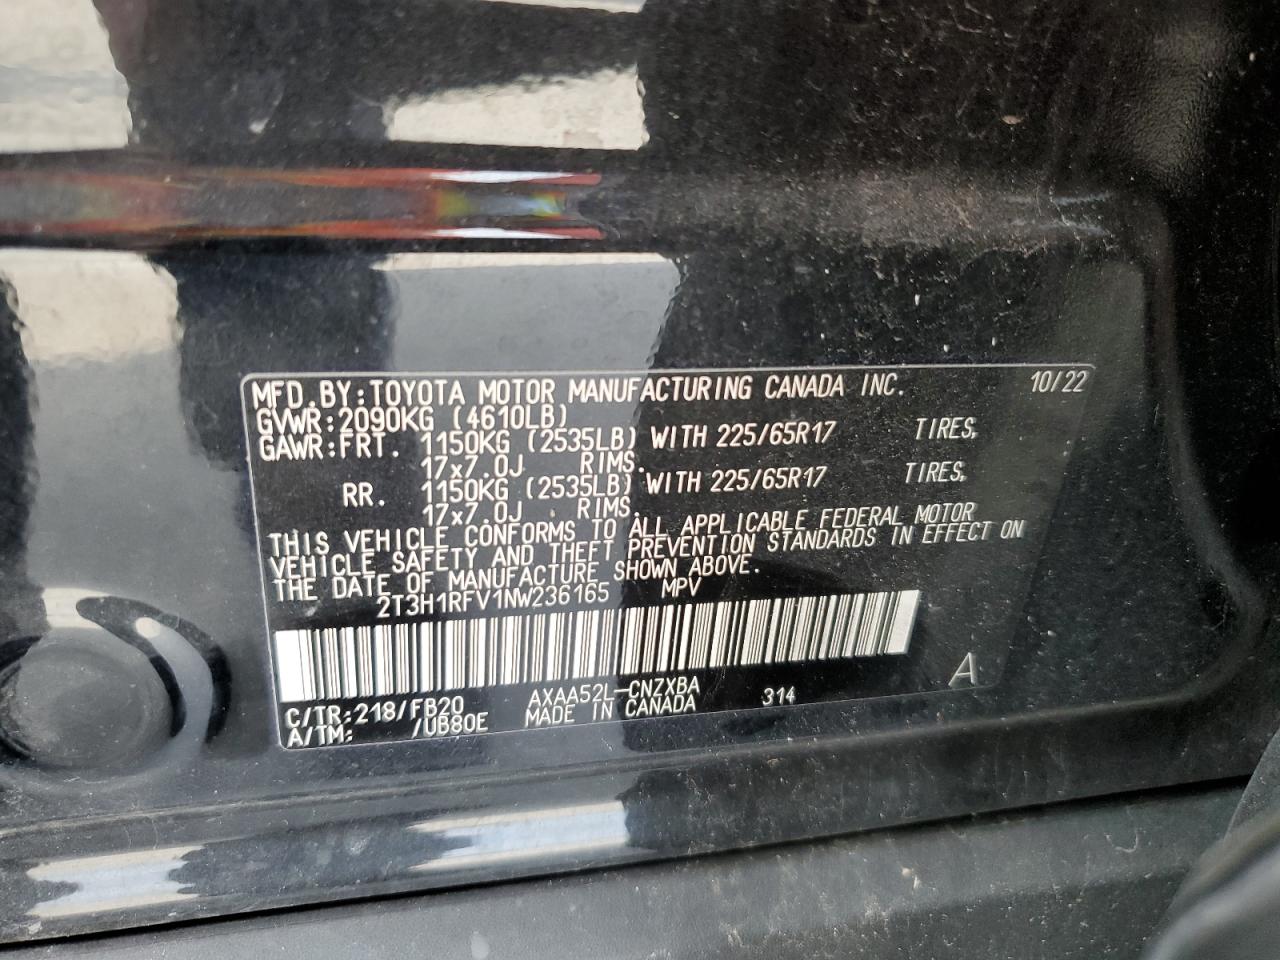 MFD.BY:TOYOTA MOTOR MANUFACTURING CANADA INC. 10/22
GVWR:2090KG (4610LB)
GAWR:FRT. 1150KG (2535LB) WITH 225/65R17 TIRES,
17x7.0J RIMS.
RR. 1150KG (2535LB) WITH 225/65R17 TIRES,
17x7.0J RIMS.
THIS VEHICLE CONFORMS TO ALL APPLICABLE FEDERAL MOTOR
VEHICLE SAFETY AND THEFT PREVENTION STANDARDS IN EFFECT ON
THE DATE OF MANUFACTURE SHOWN ABOVE.
2T3H1RFV1NW236165 MPV
C/TR:218/FB20 AXAA52L-CNZXBA 314 A
A/TM: /UB80E MADE IN CANADA